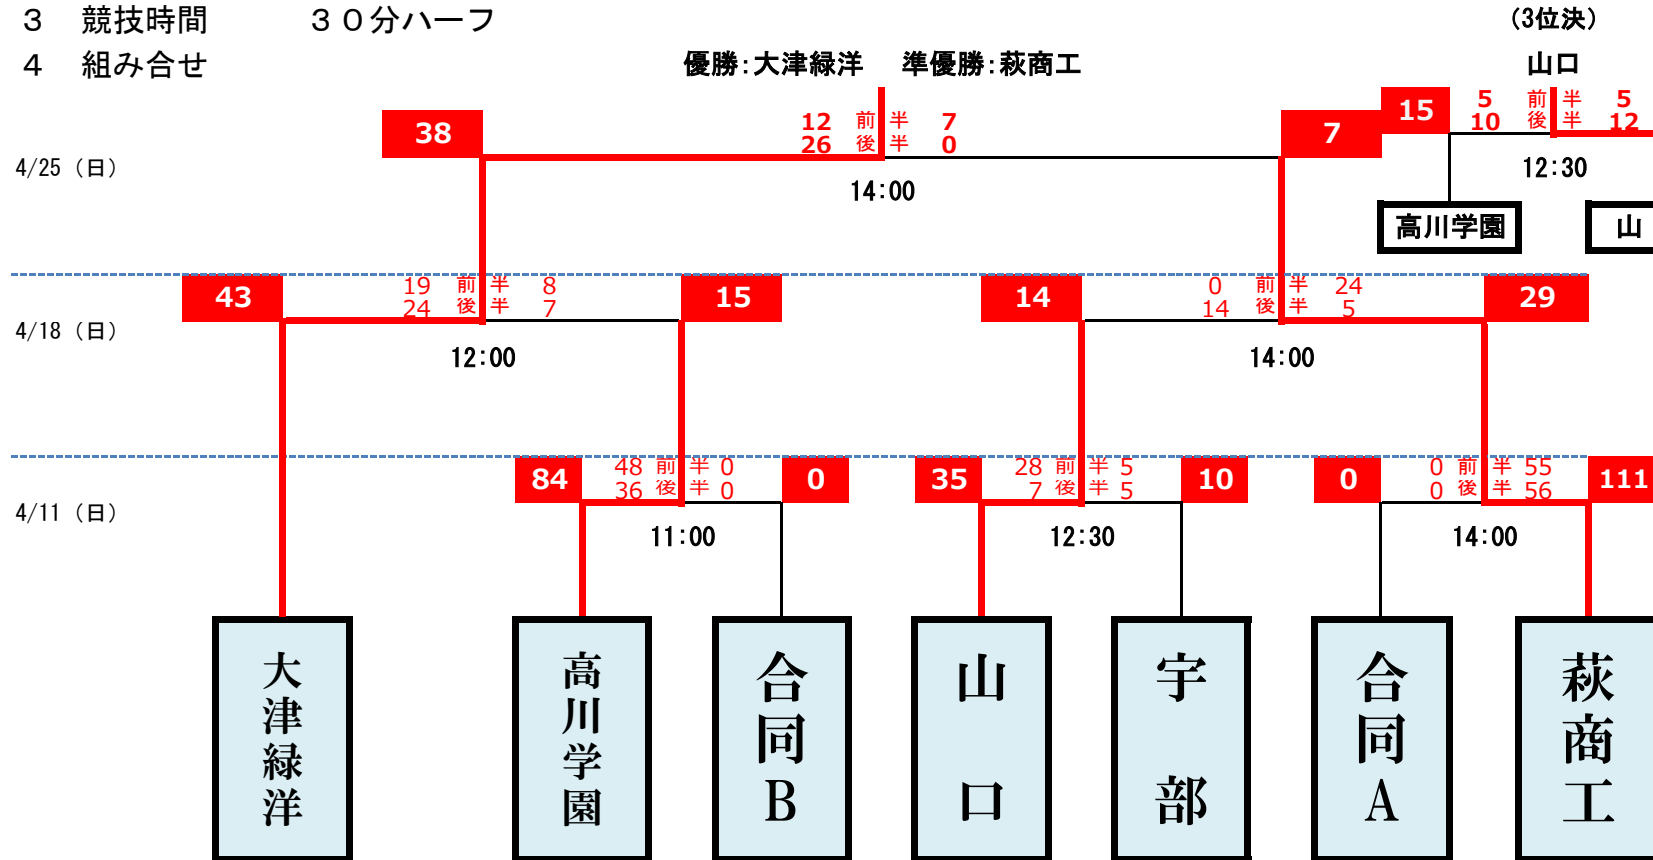 ３　競技時間　　　３０分ハーフ
（3位決）
４　組み合せ
優勝：大津緑洋　準優勝：萩商工
山口
38
12 前 半 7
26 後 半 0
7
15
5 前 半 5
10 後 半 12
4/25（日）
14:00
12:30
高川学園
山
43
19 前 半 8
24 後 半 7
15
14
0 前 半 24
14 後 半 5
29
4/18（日）
12:00
14:00
84
48 前 半 0
36 後 半 0
0
35
28 前 半 5
7 後 半 5
10
0
0 前 半 55
0 後 半 56
111
4/11（日）
11:00
12:30
14:00
大津緑洋
高川学園
合同B
山口
宇部
合同A
萩商工